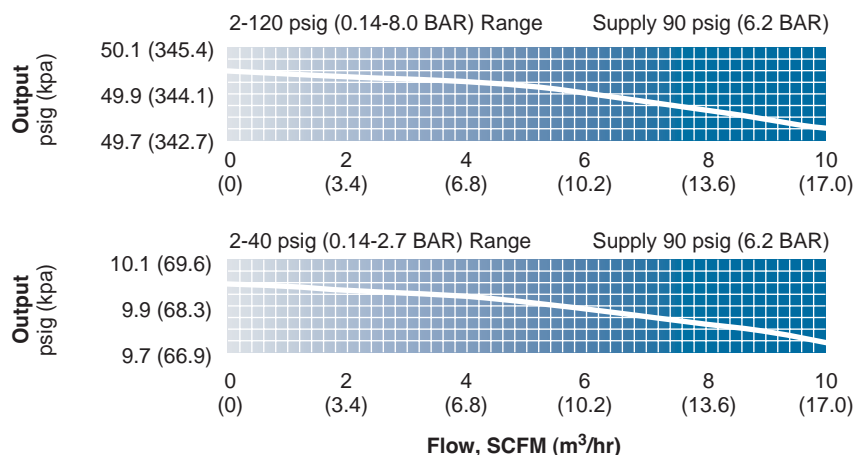 2-120 psig (0.14-8.0 BAR) Range Supply 90 psig (6.2 BAR)
Output
psig (kpa)
50.1 (345.4)
49.9 (344.1)
49.7 (342.7)
0 2 4 6 8 10
(0) (3.4) (6.8) (10.2) (13.6) (17.0)
2-40 psig (0.14-2.7 BAR) Range Supply 90 psig (6.2 BAR)
Output
psig (kpa)
10.1 (69.6)
9.9 (68.3)
9.7 (66.9)
0 2 4 6 8 10
(0) (3.4) (6.8) (10.2) (13.6) (17.0)
Flow, SCFM (m³/hr)